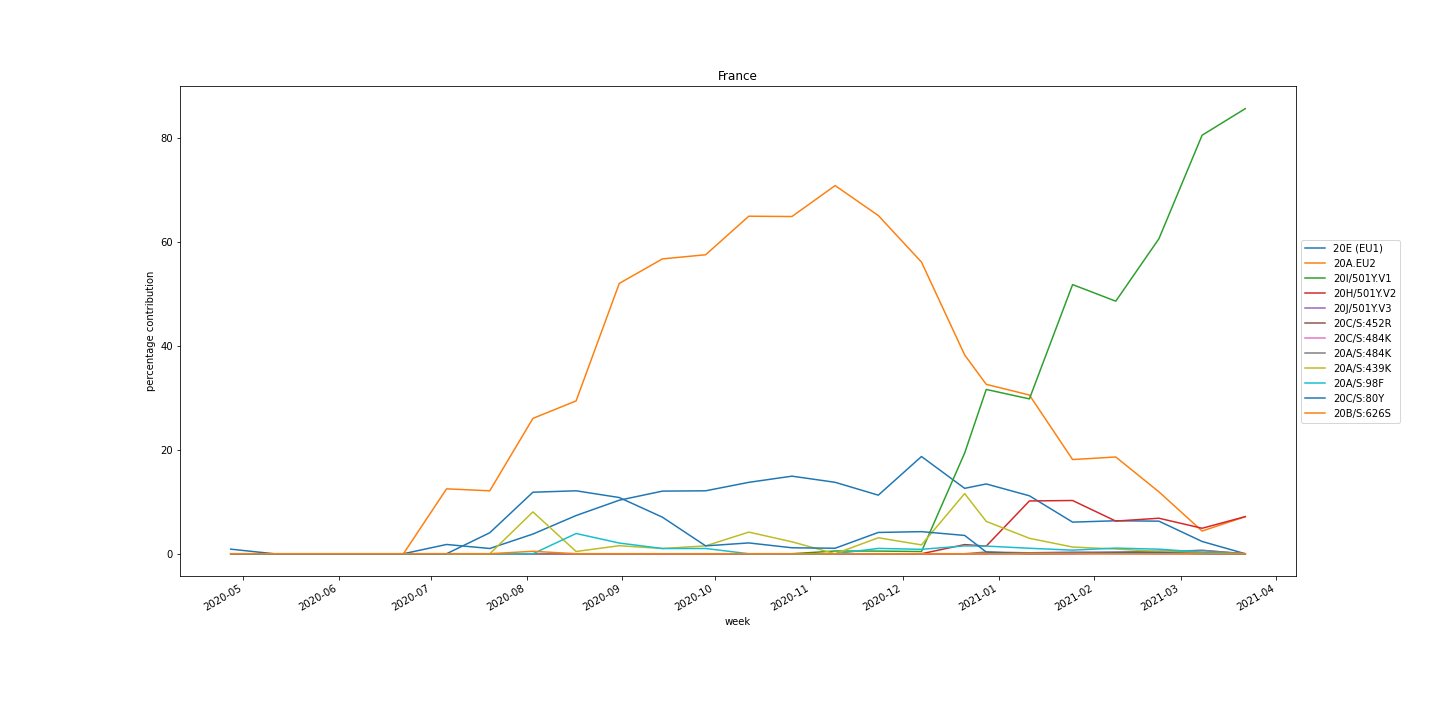 France
percentage contribution
80
60
40
20
0
2020-05
2020-06
2020-07
2020-08
2020-09
2020-10
2020-11
2020-12
2021-01
2021-02
2021-03
2021-04
week
20E (EU1)
20A.EU2
20I/501Y.V1
20H/501Y.V2
20J/501Y.V3
20C/S:452R
20C/S:484K
20A/S:484K
20A/S:439K
20A/S:98F
20C/S:80Y
20B/S:626S